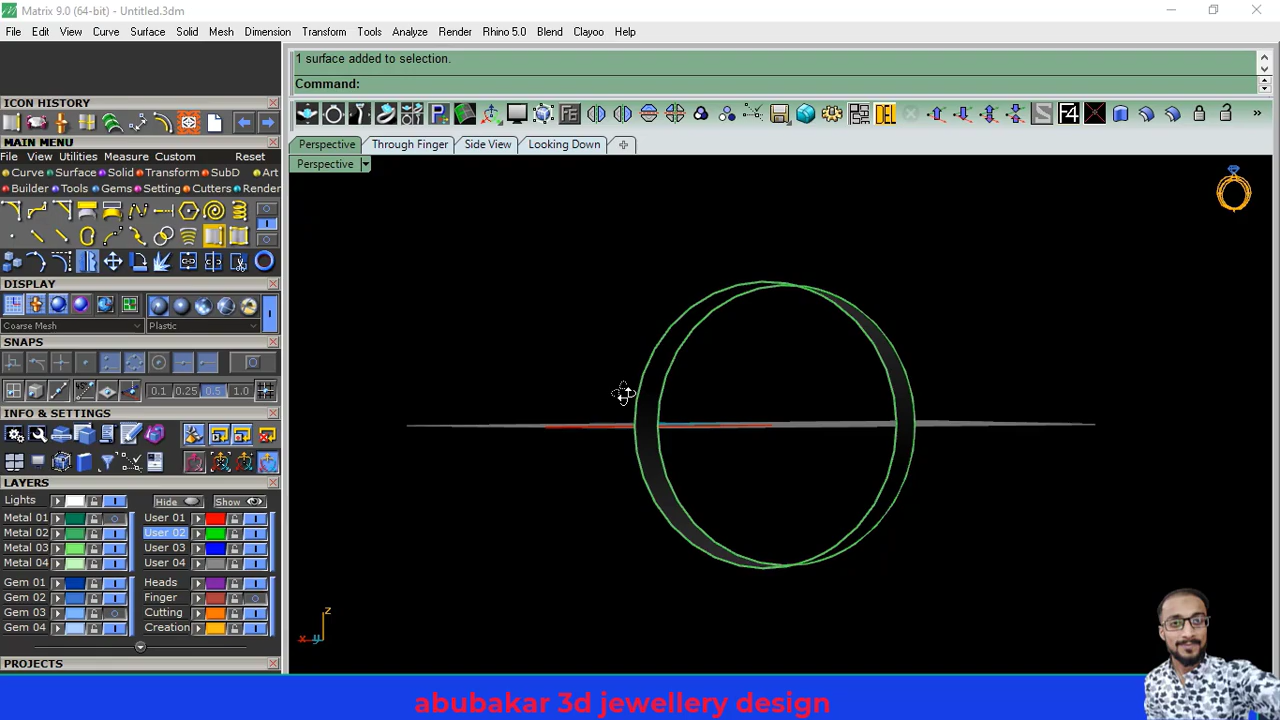 Matrix 9.0 (64-bit) - Untitled.3dm
File Edit View Curve Surface Solid Mesh Dimension Transform Tools Analyze Render Rhino 5.0 Blend Clayoo Help
1 surface added to selection.
Command:
ICON HISTORY
MAIN MENU
File View Utilities Measure Custom Reset
Curve Surface Solid Transform SubD Art
Builder Tools Gems Setting Cutters Render
DISPLAY
Coarse Mesh Plastic
SNAPS
0.1 0.25 0.5 1.0
INFO & SETTINGS
LAYERS
Lights Hide Show
Metal 01 User 01
Metal 02 User 02
Metal 03 User 03
Metal 04 User 04
Gem 01 Heads
Gem 02 Finger
Gem 03 Cutting
Gem 04 Creation
PROJECTS
F4
Perspective Through Finger Side View Looking Down
Perspective
z
x y
abubakar 3d jewellery design